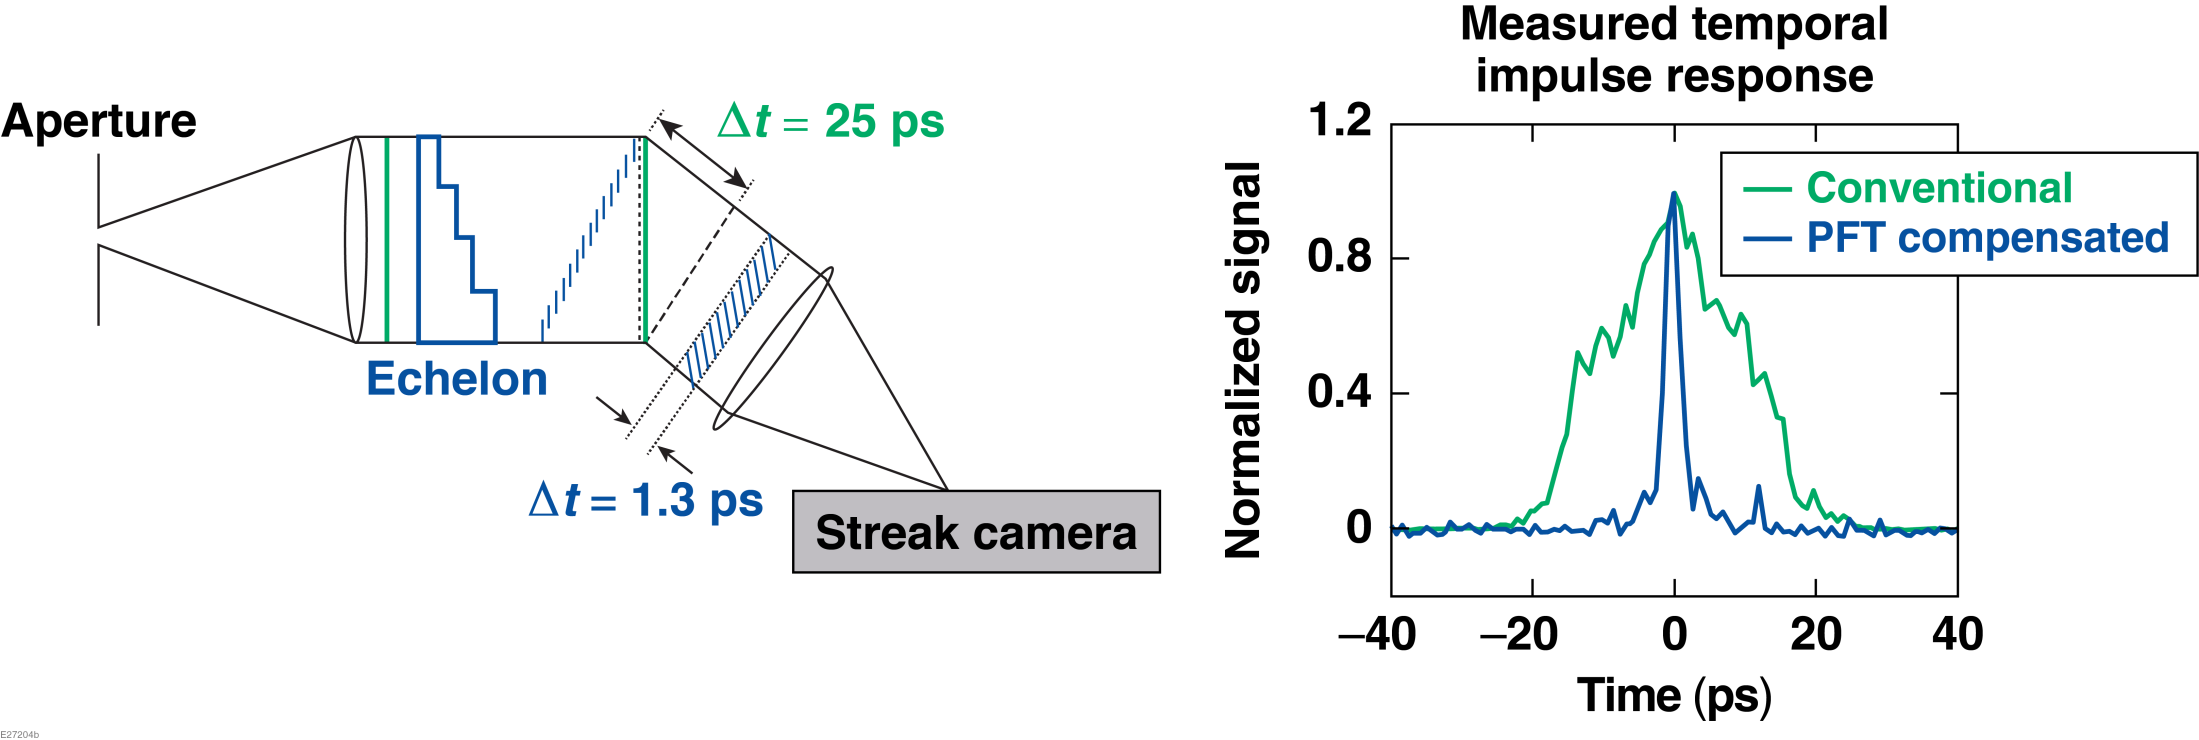 Aperture
Δt = 25 ps
Echelon
Δt = 1.3 ps
Streak camera
Measured temporal
impulse response
Normalized signal
1.2
0.8
0.4
0
Conventional
PFT compensated
–40 –20 0 20 40
Time (ps)
E27204b